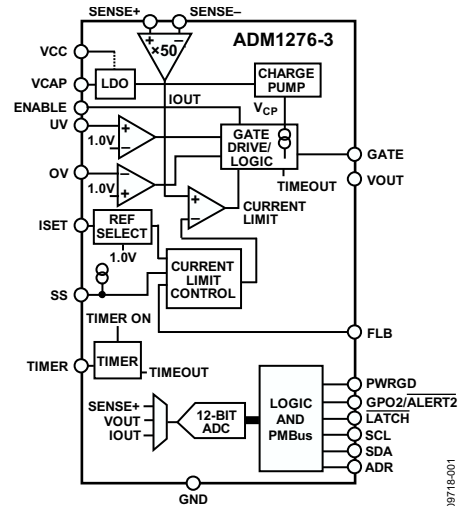 SENSE+ SENSE–
ADM1276-3
VCC
×50
VCAP
LDO
CHARGE
PUMP
ENABLE
IOUT
VCP
UV
1.0V
GATE
DRIVE/
LOGIC
GATE
OV
1.0V
TIMEOUT
VOUT
CURRENT
LIMIT
ISET
REF
SELECT
1.0V
CURRENT
LIMIT
CONTROL
SS
TIMER ON
FLB
TIMER
TIMER
TIMEOUT
PWRGD
SENSE+
VOUT
IOUT
12-BIT
ADC
LOGIC
AND
PMBus
GPO2/ALERT2
LATCH
SCL
SDA
ADR
GND
09718-001